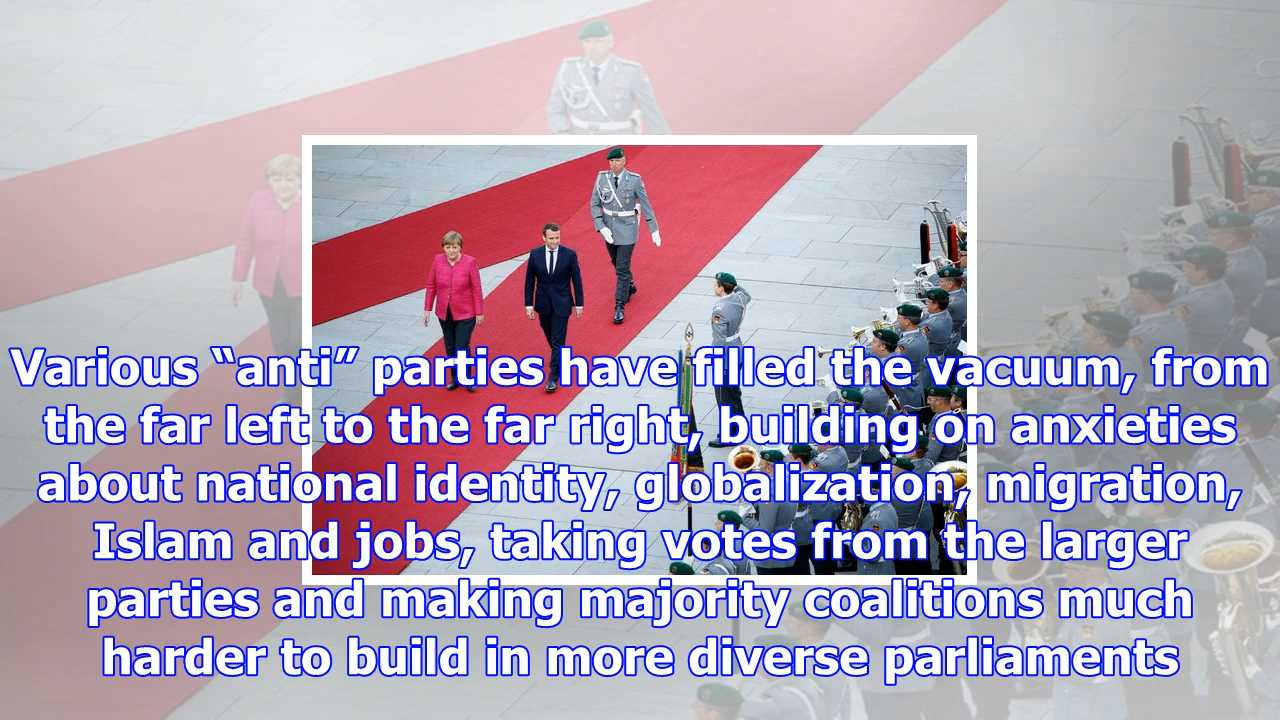 Various “anti” parties have filled the vacuum, from
the far left to the far right, building on anxieties
about national identity, globalization, migration,
Islam and jobs, taking votes from the larger
parties and making majority coalitions much
harder to build in more diverse parliaments